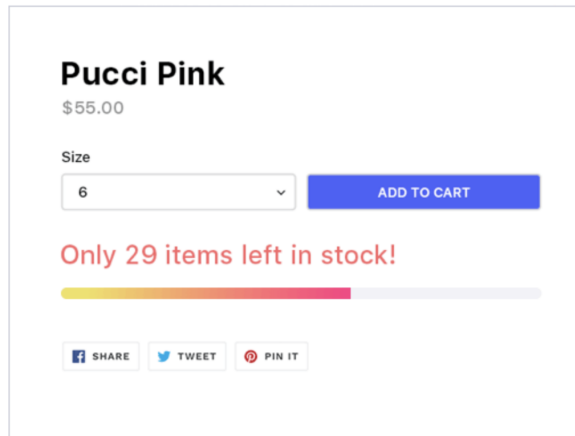 Pucci Pink
$55.00
Size
6
ADD TO CART
Only 29 items left in stock!
SHARE
TWEET
PIN IT